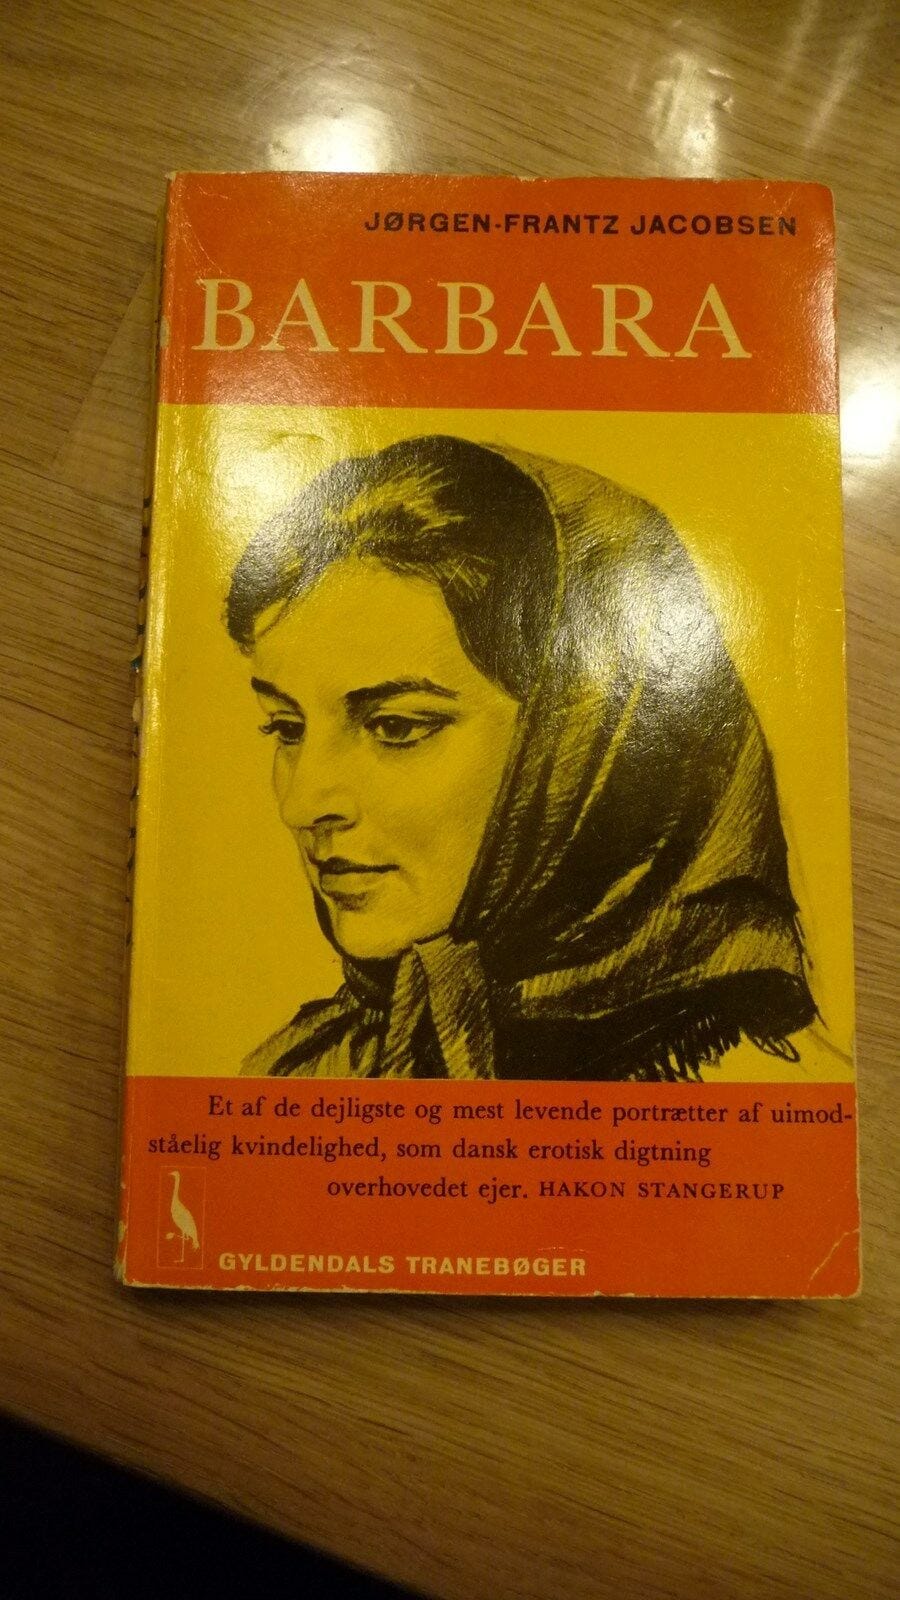 JØRGEN-FRANTZ JACOBSEN
BARBARA
Et af de dejligste og mest levende portrætter af uimod-
ståelig kvindelighed, som dansk erotisk digtning
overhovedet ejer. HAKON STANGERUP
GYLDENDALS TRANEBØGER